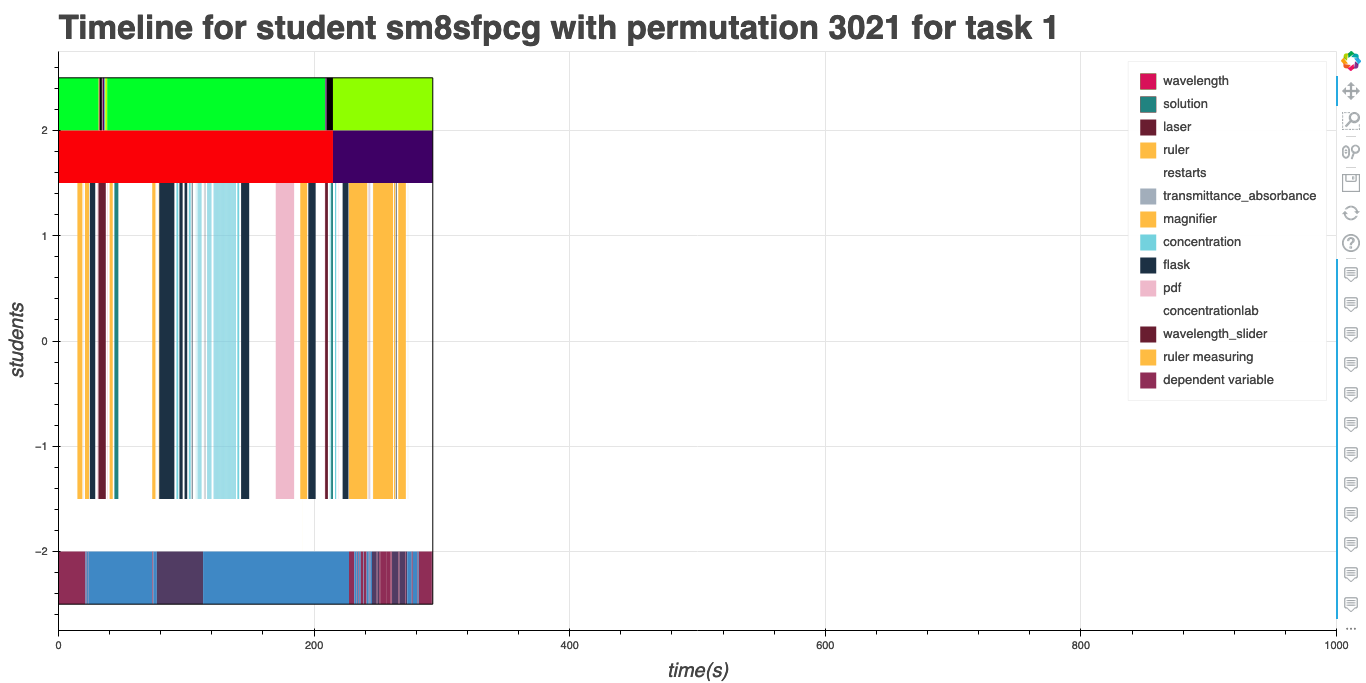 Timeline for student sm8sfpcg with permutation 3021 for task 1
wavelength
solution
laser
ruler
restarts
transmittance_absorbance
magnifier
concentration
flask
pdf
concentrationlab
wavelength_slider
ruler measuring
dependent variable
students
2
1
0
−1
−2
0 200 400 600 800 1000
time(s)